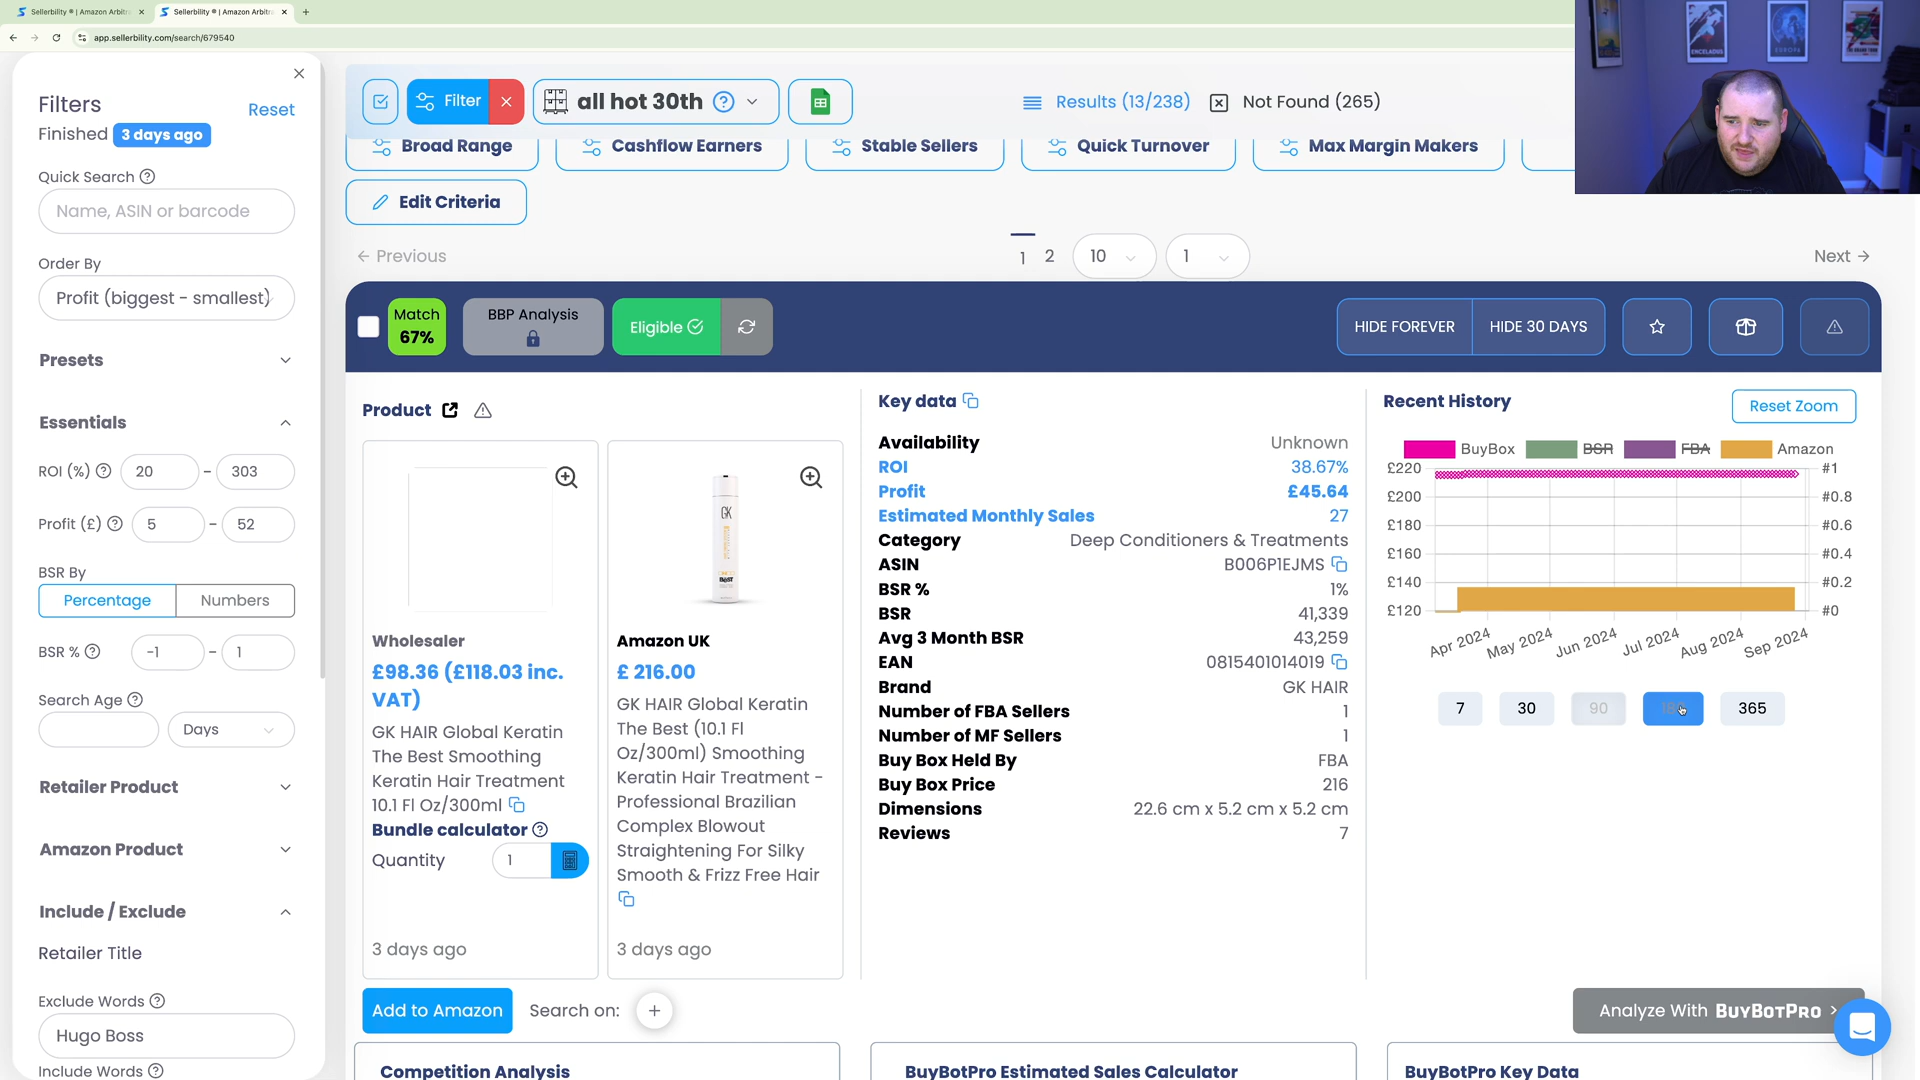 Sellerbility ® | Amazon Arbitra
Sellerbility ® | Amazon Arbitra
app.sellerbility.com/search/679540
Filters
Reset
Finished 3 days ago
Quick Search
Name, ASIN or barcode
Order By
Profit (biggest - smallest)
Presets
Essentials
ROI (%) 20 - 303
Profit (£) 5 - 52
BSR By
Percentage Numbers
BSR % -1 - 1
Search Age
Days
Retailer Product
Amazon Product
Include / Exclude
Retailer Title
Exclude Words
Hugo Boss
Include Words
Filter
all hot 30th
Results (13/238)
Not Found (265)
Broad Range
Cashflow Earners
Stable Sellers
Quick Turnover
Max Margin Makers
Edit Criteria
← Previous
1 2 10 1
Next →
Match
67%
BBP Analysis
Eligible
HIDE FOREVER
HIDE 30 DAYS
Product
Wholesaler
£98.36 (£118.03 inc.
VAT)
GK HAIR Global Keratin
The Best Smoothing
Keratin Hair Treatment
10.1 Fl Oz/300ml
Bundle calculator
Quantity 1
3 days ago
GK
Amazon UK
£ 216.00
GK HAIR Global Keratin
The Best (10.1 Fl
Oz/300ml) Smoothing
Keratin Hair Treatment -
Professional Brazilian
Complex Blowout
Straightening For Silky
Smooth & Frizz Free Hair
3 days ago
Key data
Availability Unknown
ROI 38.67%
Profit £45.64
Estimated Monthly Sales 27
Category Deep Conditioners & Treatments
ASIN B006P1EJMS
BSR % 1%
BSR 41,339
Avg 3 Month BSR 43,259
EAN 0815401014019
Brand GK HAIR
Number of FBA Sellers 1
Number of MF Sellers 1
Buy Box Held By FBA
Buy Box Price 216
Dimensions 22.6 cm x 5.2 cm x 5.2 cm
Reviews 7
Recent History
Reset Zoom
BuyBox BSR FBA Amazon
£220 #1
£200 #0.8
£180 #0.6
£160 #0.4
£140 #0.2
£120 #0
Apr 2024 May 2024 Jun 2024 Jul 2024 Aug 2024 Sep 2024
7 30 90 365
Add to Amazon
Search on:
Analyze With BUYBOTPRO
Competition Analysis
BuyBotPro Estimated Sales Calculator
BuyBotPro Key Data
ENCELADUS
EUROPA
THE GRAND TOUR